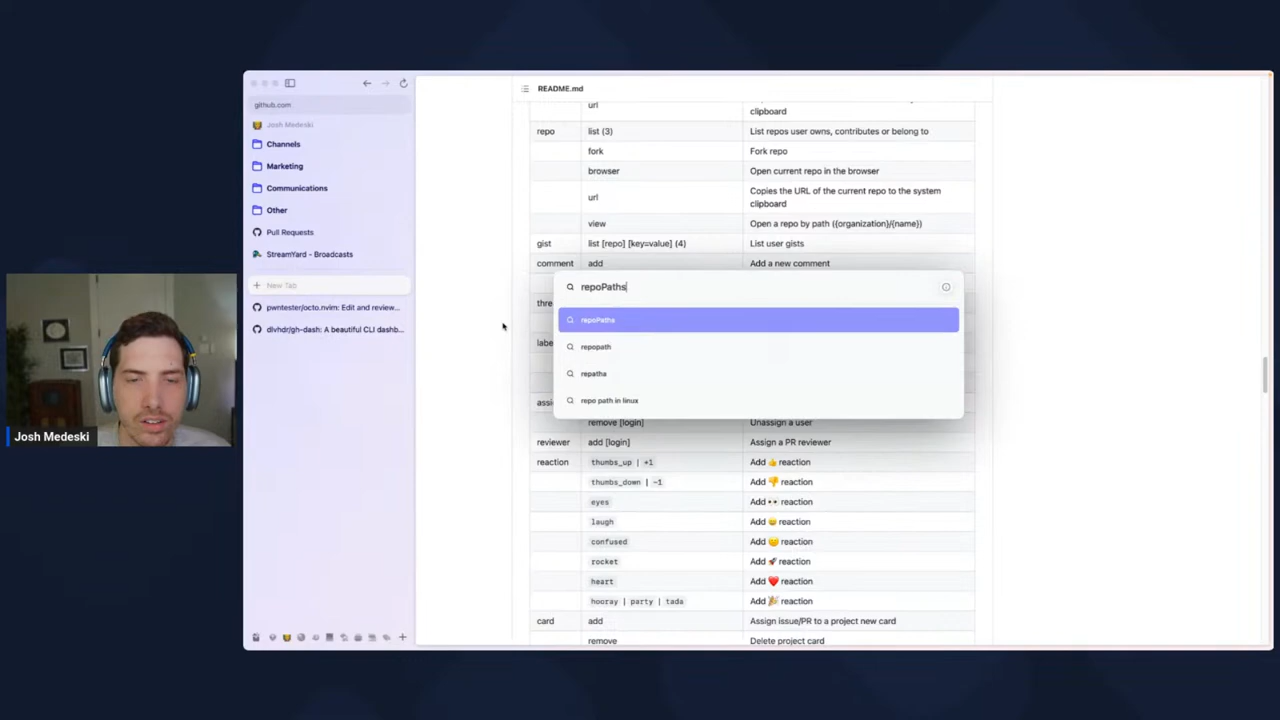 github.com
Josh Medeski
Channels
Marketing
Communications
Other
Pull Requests
StreamYard - Broadcasts
New Tab
pwntester/octo.nvim: Edit and review...
dlvhdr/gh-dash: A beautiful CLI dashb...
README.md
url
clipboard
repo list (3) List repos user owns, contributes or belong to
fork Fork repo
browser Open current repo in the browser
url Copies the URL of the current repo to the system
clipboard
view Open a repo by path ({organization}/{name})
gist list [repo] [key=value] (4) List user gists
comment add Add a new comment
repoPaths
repoPaths
repopath
repaths
repo path in linux
thre
labe
assi
remove [login] Unassign a user
reviewer add [login] Assign a PR reviewer
reaction thumbs_up | +1 Add 👍 reaction
thumbs_down | -1 Add 👎 reaction
eyes Add 👀 reaction
laugh Add 😄 reaction
confused Add 😕 reaction
rocket Add 🚀 reaction
heart Add ❤️ reaction
hooray | party | tada Add 🎉 reaction
card add Assign issue/PR to a project new card
remove Delete project card
Josh Medeski